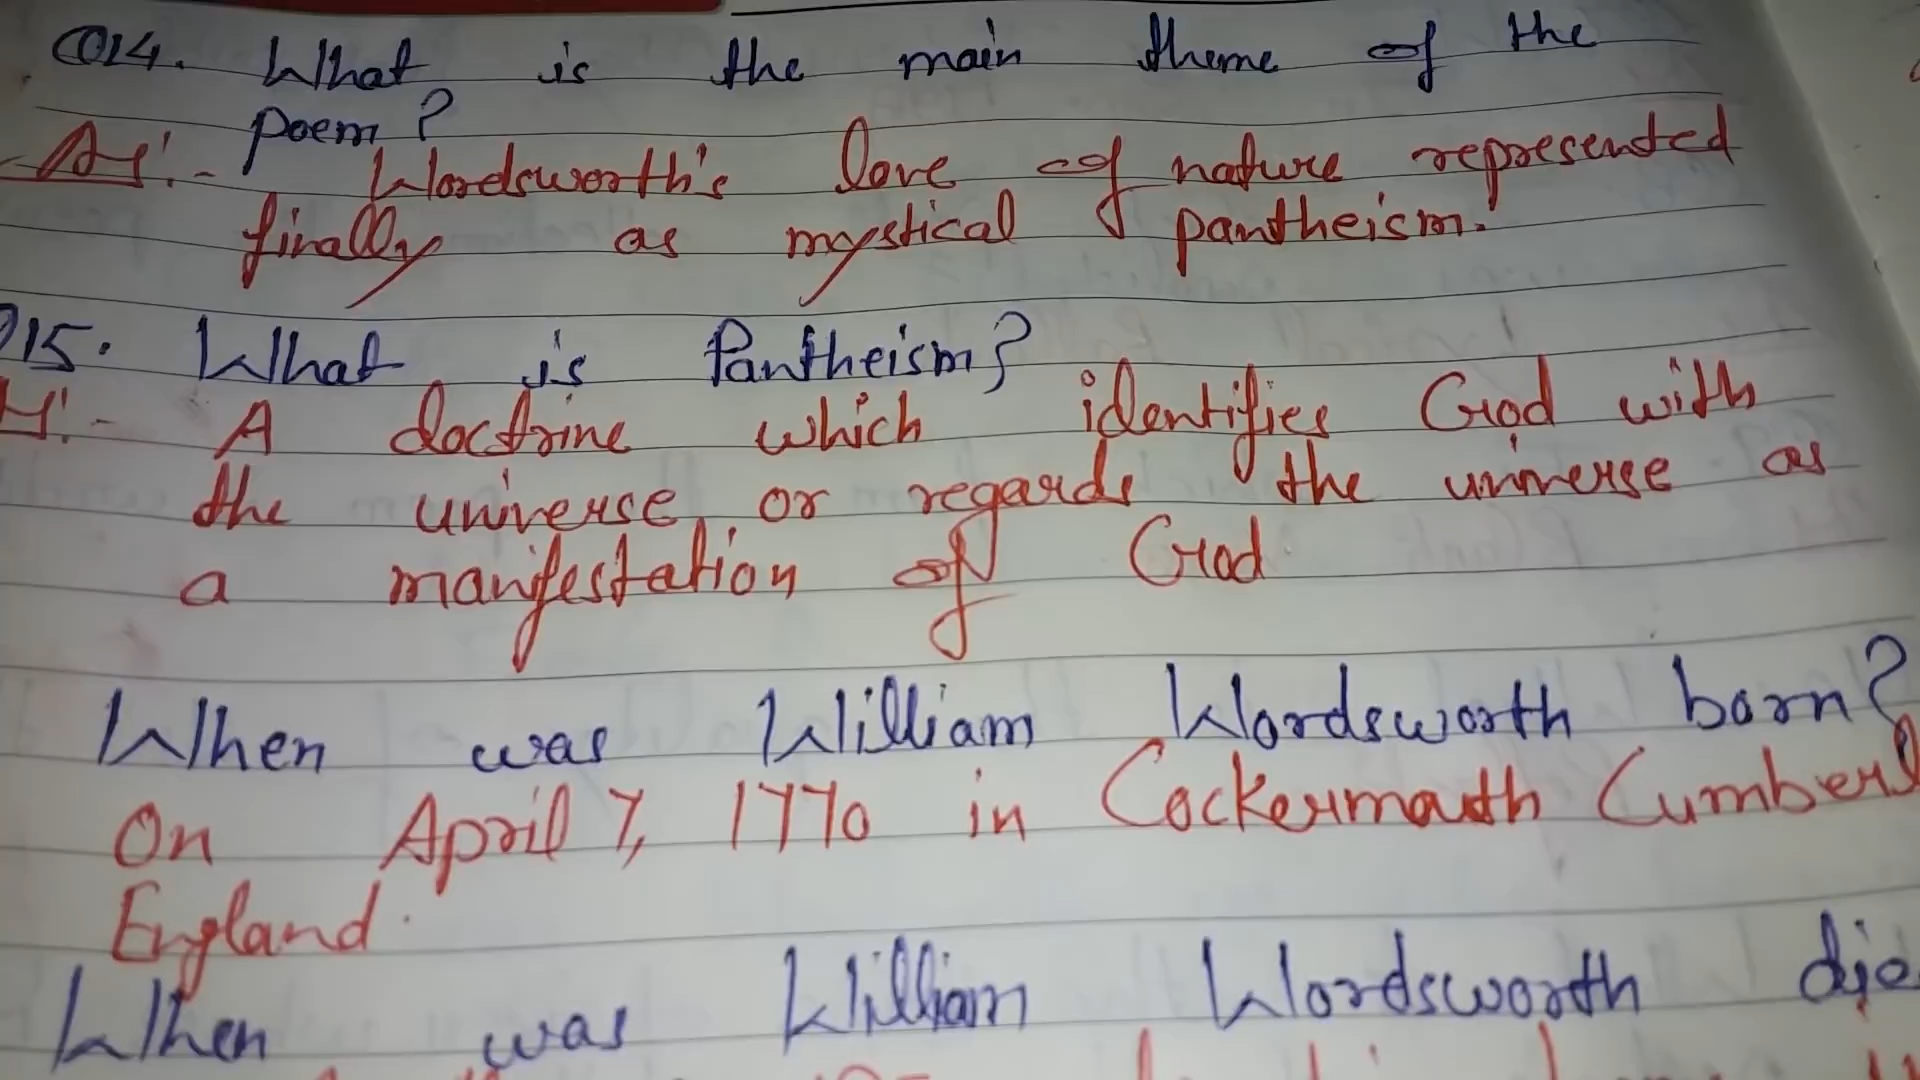 Q14. What is the main theme of the
poem?
Ans:- Wordsworth's love of nature represented
finally as mystical pantheism.
15. What is Pantheism?
A doctrine which identifies God with
the universe, or regards the universe as
a manifestation of God
When was William Wordsworth born?
On April 7, 1770 in Cockermouth Cumberl
England.
When was William Wordsworth die